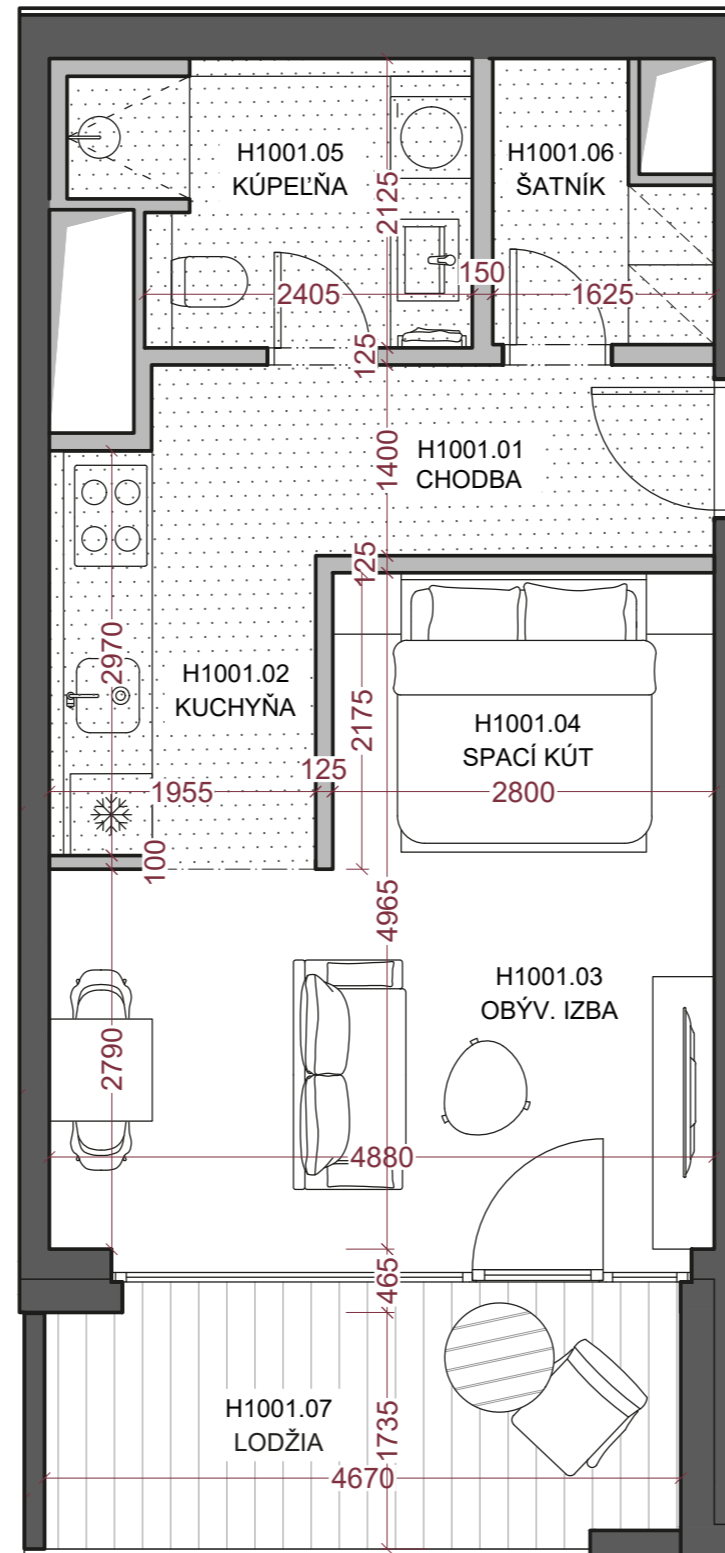 H1001.05
KÚPEĽŇA
H1001.06
ŠATNÍK
2125
150
2405
1625
125
H1001.01
CHODBA
1400
125
2970
H1001.02
KUCHYŇA
2175
H1001.04
SPACÍ KÚT
1955
125
2800
100
4965
H1001.03
OBÝV. IZBA
2790
4880
465
H1001.07
LODŽIA
1735
4670